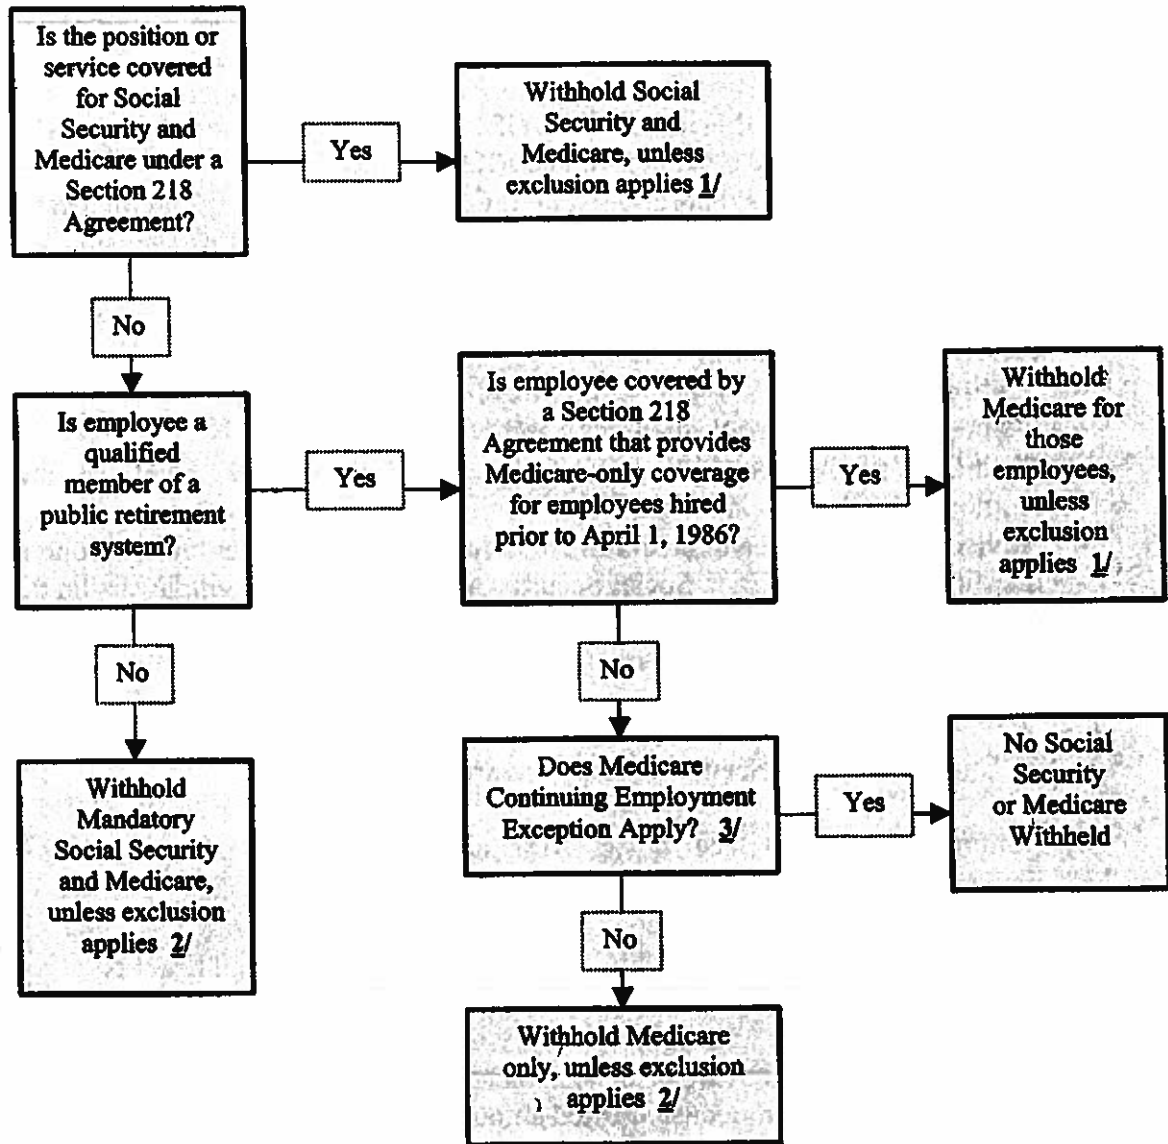 Is the position or
service covered
for Social
Security and
Medicare under a
Section 218
Agreement?
Yes
Withhold Social
Security and
Medicare, unless
exclusion applies 1/
No
Is employee a
qualified
member of a
public retirement
system?
Yes
Is employee covered by
a Section 218
Agreement that provides
Medicare-only coverage
for employees hired
prior to April 1, 1986?
Yes
Withhold
Medicare for
those
employees,
unless
exclusion
applies 1/
No
Withhold
Mandatory
Social Security
and Medicare,
unless exclusion
applies 2/
No
Does Medicare
Continuing Employment
Exception Apply? 3/
Yes
No Social
Security
or Medicare
Withheld
No
Withhold Medicare
only, unless exclusion
applies 2/